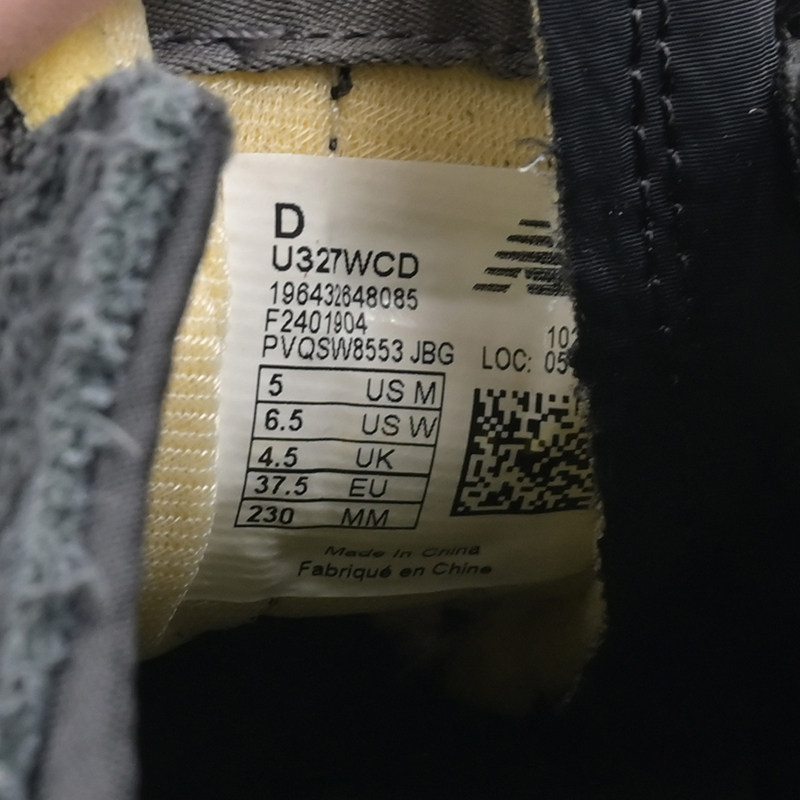 D
U327WCD
196432648085
F2401904
PVQSW8553 JBG
LOC:
5 US M
6.5 US W
4.5 UK
37.5 EU
230 MM
Made in China
Fabriqué en Chine